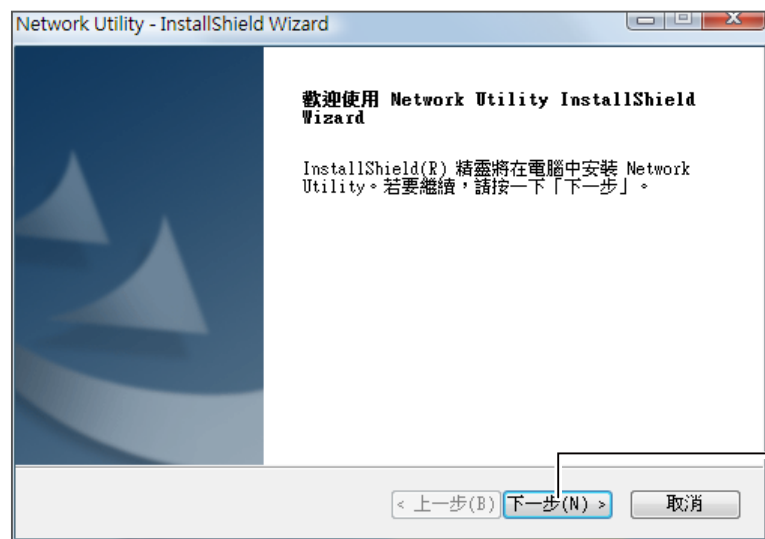 Network Utility - InstallShield Wizard
歡迎使用 Network Utility InstallShield
Wizard
InstallShield(R) 精靈將在電腦中安裝 Network
Utility。若要繼續，請按一下「下一步」。
< 上一步(B)
下一步(N) >
取消